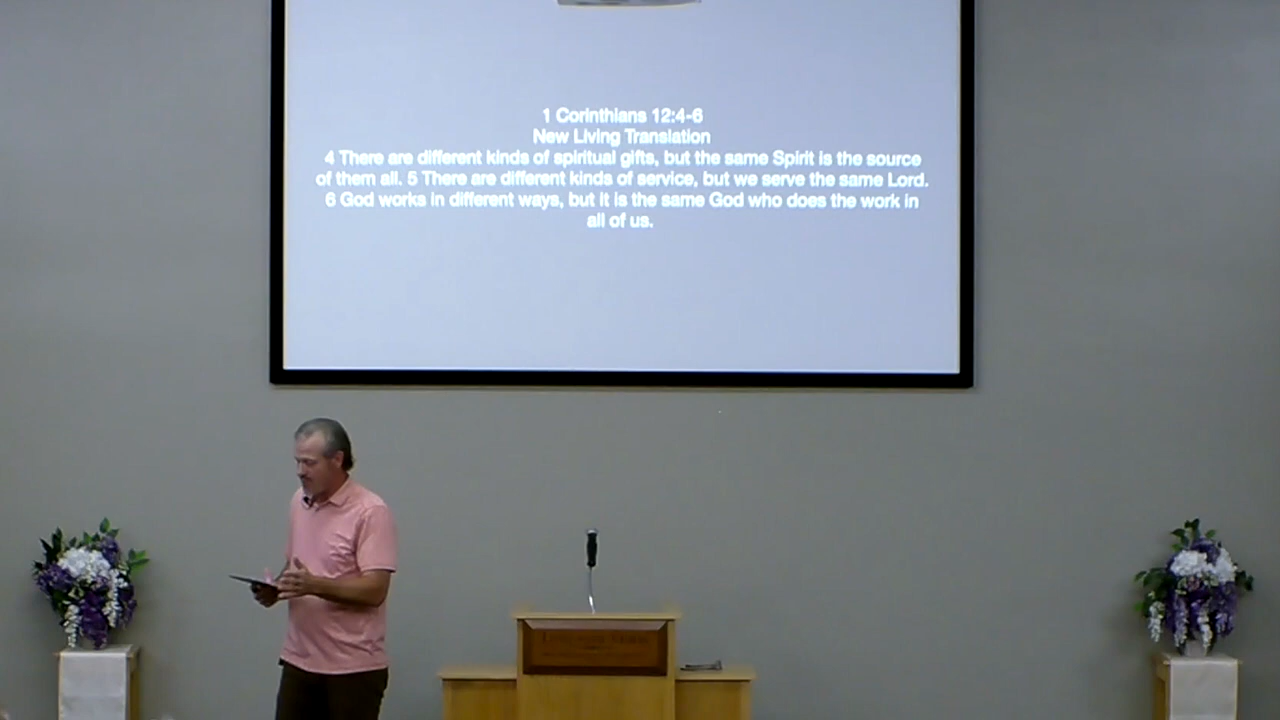 1 Corinthians 12:4-6
New Living Translation
4 There are different kinds of spiritual gifts, but the same Spirit is the source
of them all. 5 There are different kinds of service, but we serve the same Lord.
6 God works in different ways, but it is the same God who does the work in
all of us.